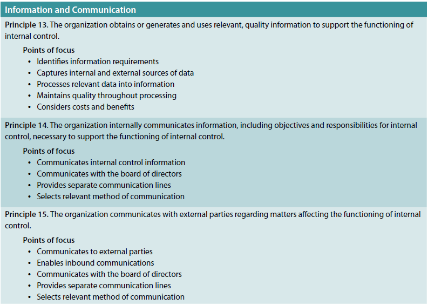 Information and Communication
Principle 13. The organization obtains or generates and uses relevant, quality information to support the functioning of
internal control.
Points of focus
• Identifies information requirements
• Captures internal and external sources of data
• Processes relevant data into information
• Maintains quality throughout processing
• Considers costs and benefits
Principle 14. The organization internally communicates information, including objectives and responsibilities for internal
control, necessary to support the functioning of internal control.
Points of focus
• Communicates internal control information
• Communicates with the board of directors
• Provides separate communication lines
• Selects relevant method of communication
Principle 15. The organization communicates with external parties regarding matters affecting the functioning of internal
control.
Points of focus
• Communicates to external parties
• Enables inbound communications
• Communicates with the board of directors
• Provides separate communication lines
• Selects relevant method of communication